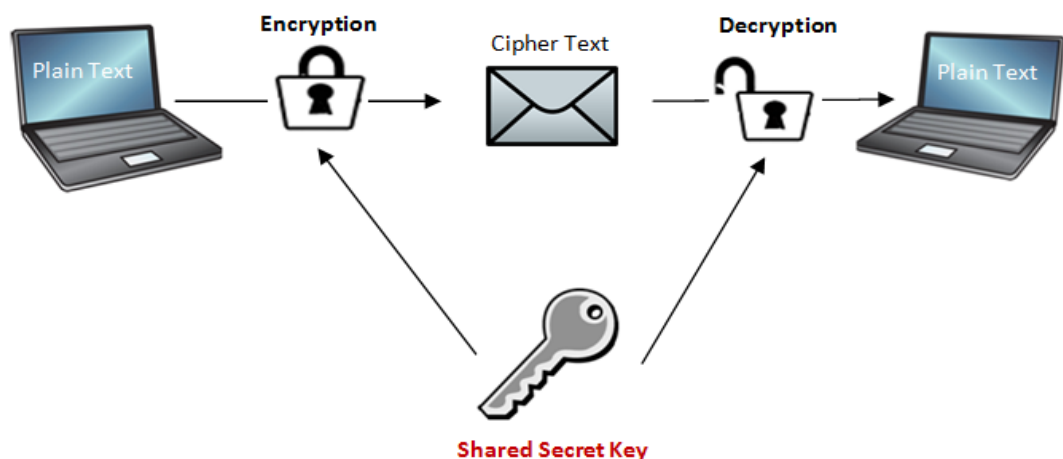 Encryption
Cipher Text
Decryption
Plain Text
Plain Text
Shared Secret Key